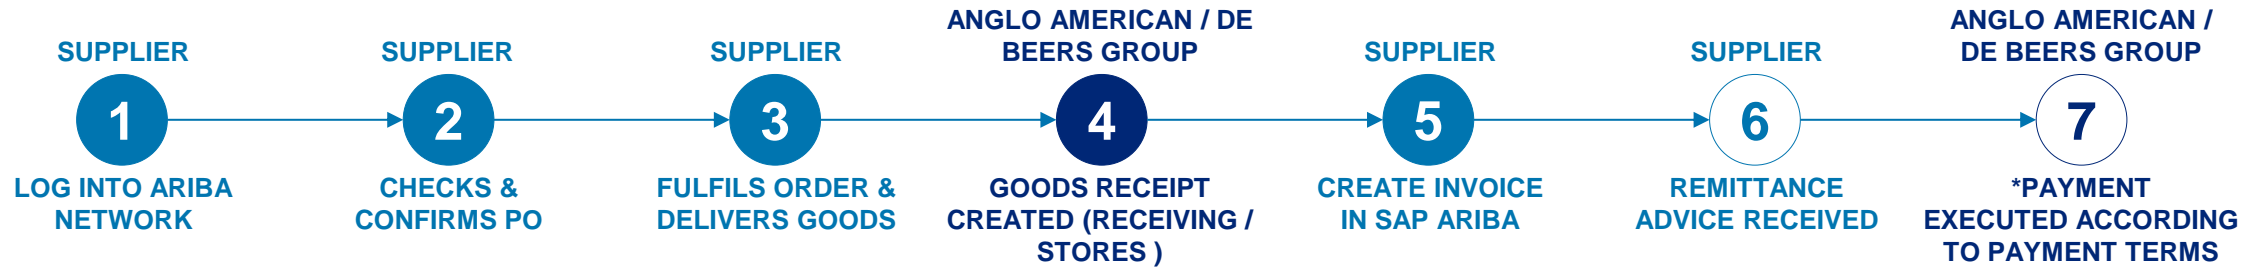 SUPPLIER
1
LOG INTO ARIBA
NETWORK
SUPPLIER
2
CHECKS &
CONFIRMS PO
SUPPLIER
3
FULFILS ORDER &
DELIVERS GOODS
ANGLO AMERICAN / DE
BEERS GROUP
4
GOODS RECEIPT
CREATED (RECEIVING /
STORES )
SUPPLIER
5
CREATE INVOICE
IN SAP ARIBA
SUPPLIER
6
REMITTANCE
ADVICE RECEIVED
ANGLO AMERICAN /
DE BEERS GROUP
7
*PAYMENT
EXECUTED ACCORDING
TO PAYMENT TERMS